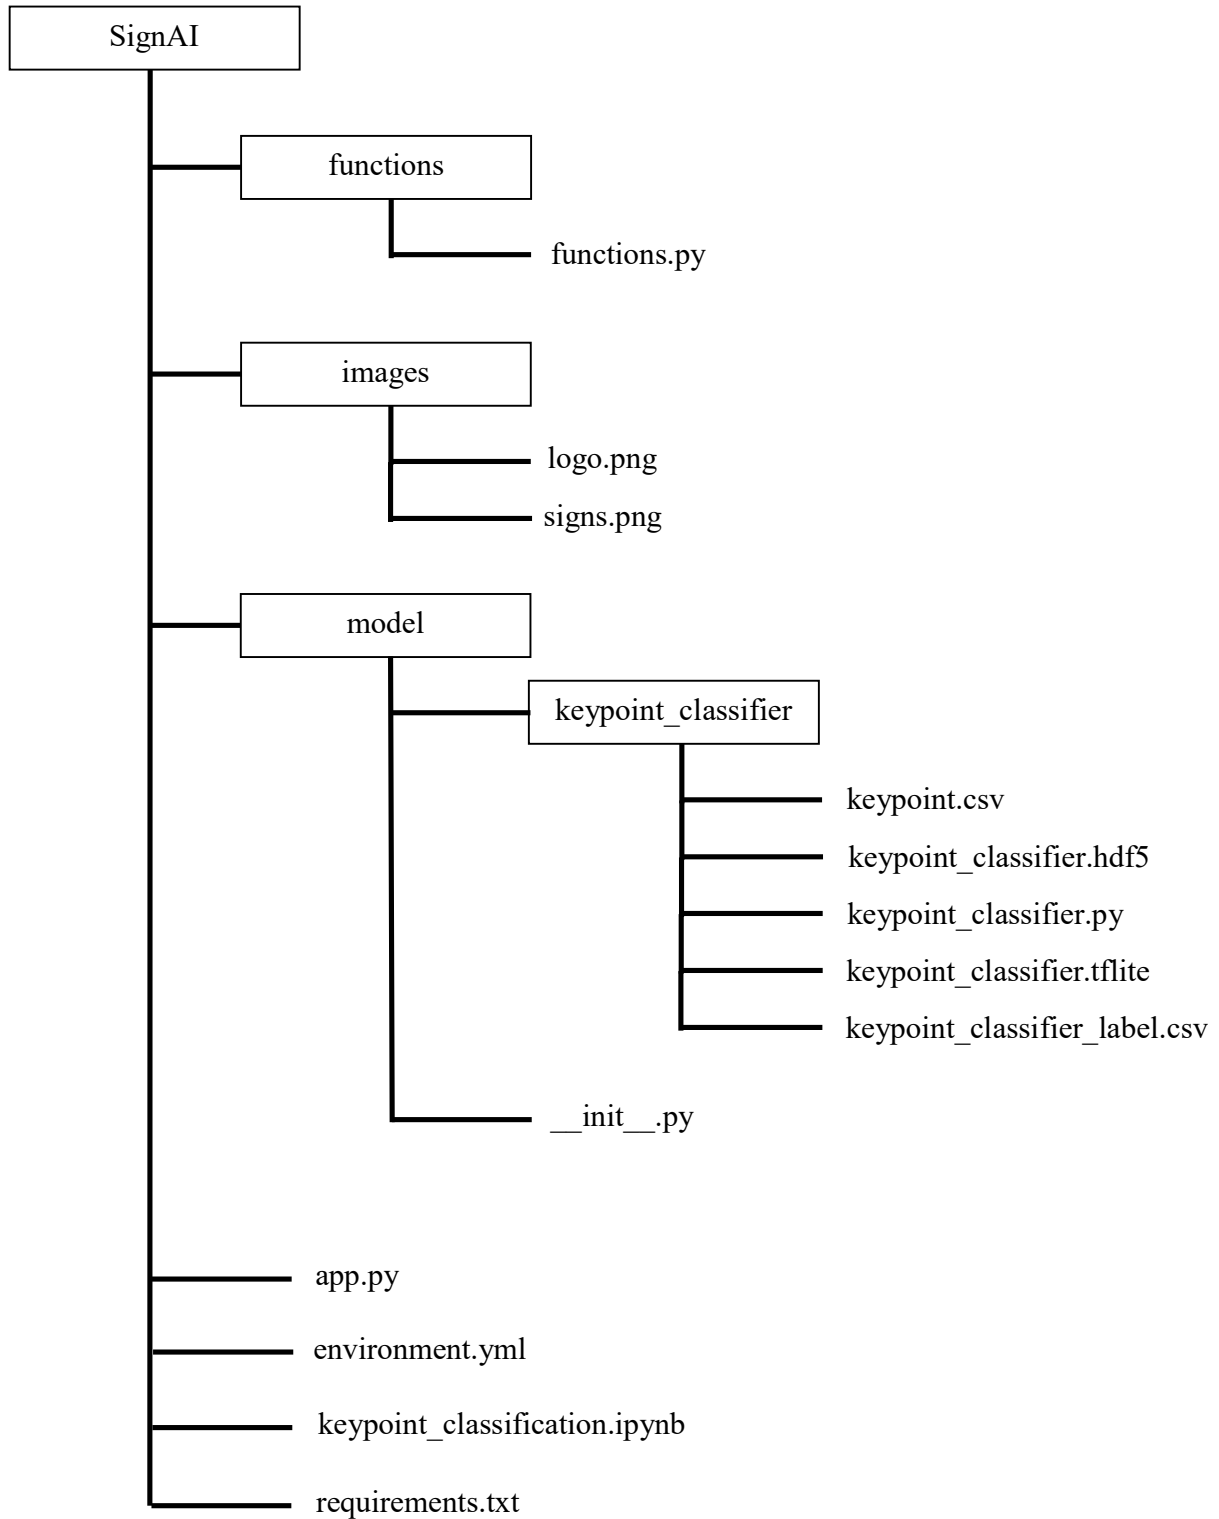 SignAI
functions
functions.py
images
logo.png
signs.png
model
keypoint_classifier
keypoint.csv
keypoint_classifier.hdf5
keypoint_classifier.py
keypoint_classifier.tflite
keypoint_classifier_label.csv
__init__.py
app.py
environment.yml
keypoint_classification.ipynb
requirements.txt